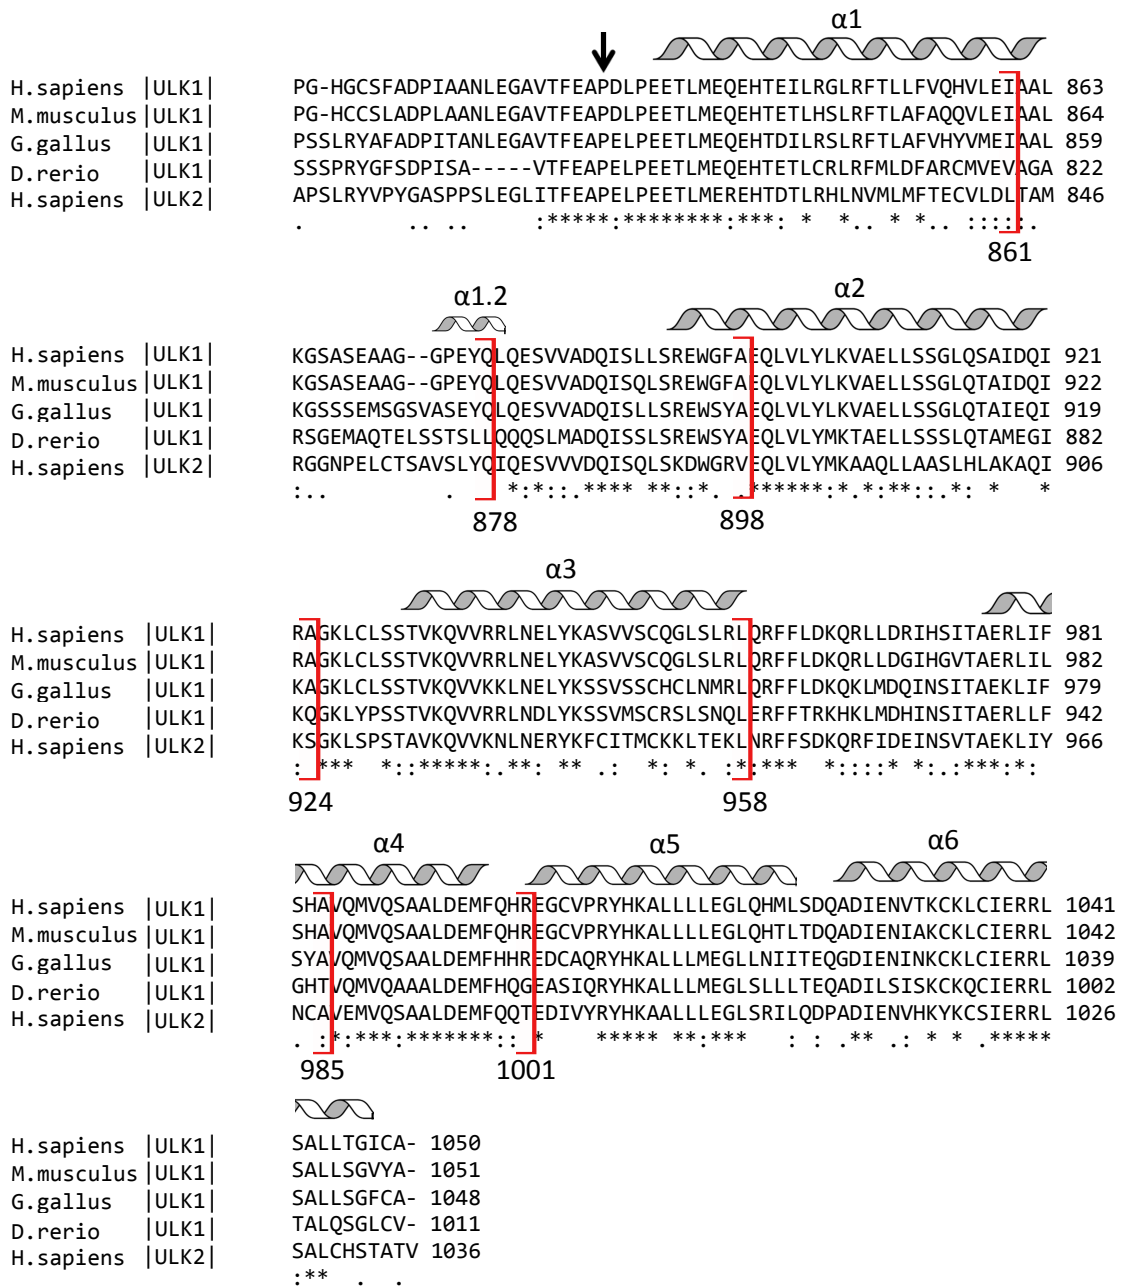 α1
H.sapiens |ULK1| PG-HGCSFADPIAANLEGAVTFEAPDLPEETLMEQEHTEILRGLRFTLLFVQHVLEIAAL 863
M.musculus |ULK1| PG-HCCSLADPLAANLEGAVTFEAPDLPEETLMEQEHTETLHSLRFTLAFAQQVLEIAAL 864
G.gallus |ULK1| PSSLRYAFADPITANLEGAVTFEAPELPEETLMEQEHTDILRSLRFTLAFVHYVMEIAAL 859
D.rerio |ULK1| SSSPRYGFSDPISA-----VTFEAPELPEETLMEQEHTETLCRLRFMLDFARCMVEVAGA 822
H.sapiens |ULK2| APSLRYVPYGASPPSLEGLITFEAPELPEETLMEREHTDTLRHLNVMLMFTECVLDLTAM 846
. .. .. :*****:********:***: * *.. * *.. :::::.
861
α1.2 α2
H.sapiens |ULK1| KGSASEAAG--GPEYQLQESVVADQISLLSREWGFAEQLVLYLKVAELLSSGLQSAIDQI 921
M.musculus |ULK1| KGSASEAAG--GPEYQLQESVVADQISQLSREWGFAEQLVLYLKVAELLSSGLQTAIDQI 922
G.gallus |ULK1| KGSSSEMSGSVASEYQLQESVVADQISLLSREWSYAEQLVLYLKVAELLSSGLQTAIEQI 919
D.rerio |ULK1| RSGEMAQTELSSTSLLQQQSLMADQISSLSREWSYAEQLVLYMKTAELLSSSLQTAMEGI 882
H.sapiens |ULK2| RGGNPELCTSAVSLYQIQESVVVDQISQLSKDWGRVEQLVLYMKAAQLLAASLHLAKAQI 906
:.. . *:*::.**** **::*. .******:*.*:**::.*: * *
878 898
α3
H.sapiens |ULK1| RAGKLCLSSTVKQVVRRLNELYKASVVSCQGLSLRLQRFFLDKQRLLDRIHSITAERLIF 981
M.musculus |ULK1| RAGKLCLSSTVKQVVRRLNELYKASVVSCQGLSLRLQRFFLDKQRLLDGIHGVTAERLIL 982
G.gallus |ULK1| KAGKLCLSSTVKQVVKKLNELYKSSVSSCHCLNMRLQRFFLDKQKLMDQINSITAEKLIF 979
D.rerio |ULK1| KQGKLYPSSTVKQVVRRLNDLYKSSVMSCRSLSNQLERFFTRKHKLMDHINSITAERLLF 942
H.sapiens |ULK2| KSGKLSPSTAVKQVVKNLNERYKFCITMCKKLTEKLNRFFSDKQRFIDEINSVTAEKLIY 966
: *** *::*****:.**: ** .: *: *. :*:*** *::::* *:.:***:*:
924 958
α4 α5 α6
H.sapiens |ULK1| SHAVQMVQSAALDEMFQHREGCVPRYHKALLLLEGLQHMLSDQADIENVTKCKLCIERRL 1041
M.musculus |ULK1| SHAVQMVQSAALDEMFQHREGCVPRYHKALLLLEGLQHTLTDQADIENIAKCKLCIERRL 1042
G.gallus |ULK1| SYAVQMVQSAALDEMFHHREDCAQRYHKALLLMEGLLNIITEQGDIENINKCKLCIERRL 1039
D.rerio |ULK1| GHTVQMVQAAALDEMFHQGEASIQRYHKALLLMEGLSLLLTEQADILSISKCKQCIERRL 1002
H.sapiens |ULK2| NCAVEMVQSAALDEMFQQTEDIVYRYHKAALLLEGLSRILQDPADIENVHKYKCSIERRL 1026
. :*:***:*******:: * ***** **:*** : : .** .: * * .*****
985 1001
H.sapiens |ULK1| SALLTGICA- 1050
M.musculus |ULK1| SALLSGVYA- 1051
G.gallus |ULK1| SALLSGFCA- 1048
D.rerio |ULK1| TALQSGLCV- 1011
H.sapiens |ULK2| SALCHSTATV 1036
:** . .